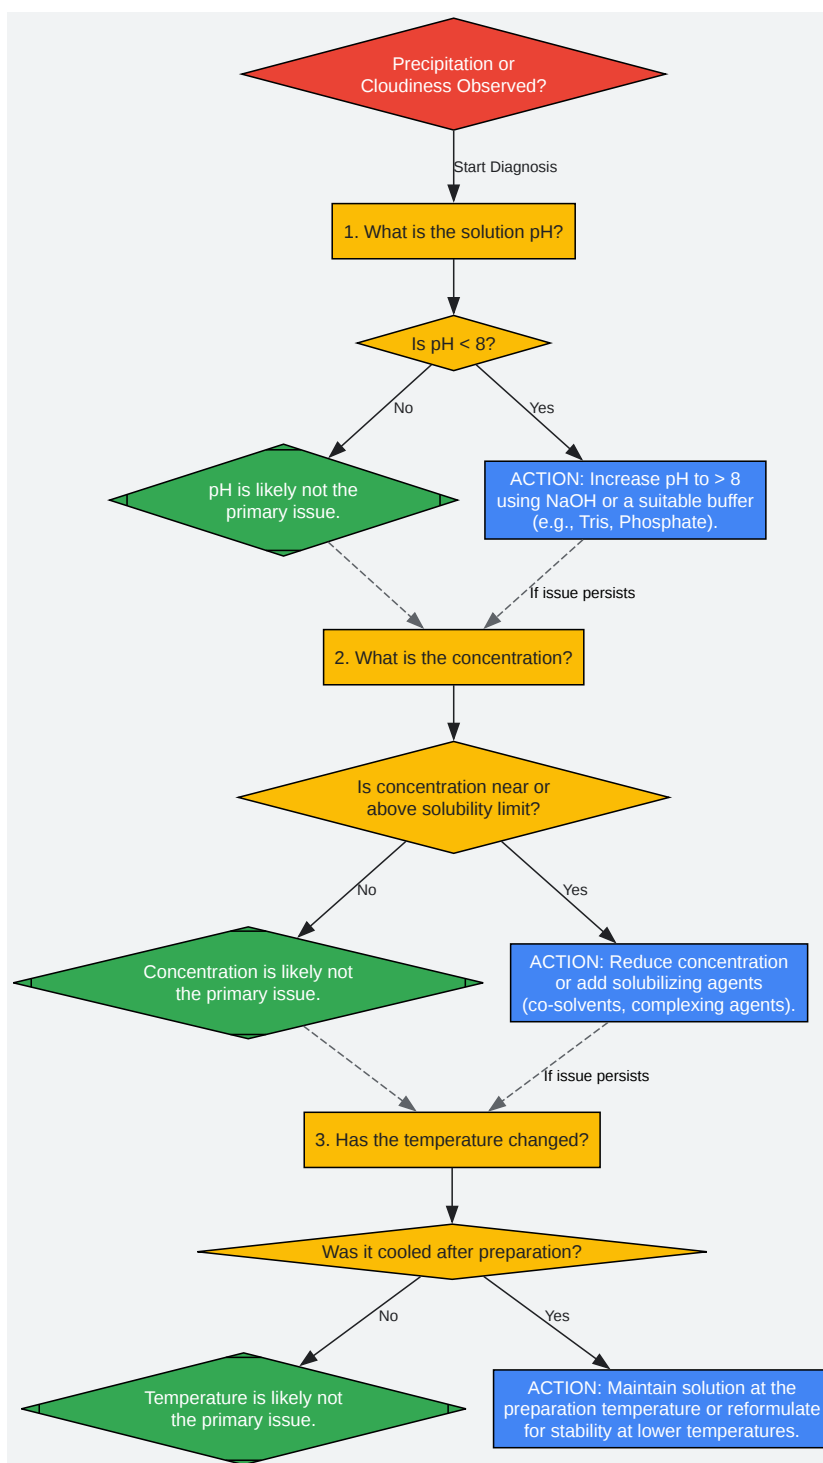 Precipitation or
Cloudiness Observed?
Start Diagnosis
1. What is the solution pH?
Is pH < 8?
No
Yes
pH is likely not the
primary issue.
ACTION: Increase pH to > 8
using NaOH or a suitable buffer
(e.g., Tris, Phosphate).
If issue persists
2. What is the concentration?
Is concentration near or
above solubility limit?
No
Yes
Concentration is likely not
the primary issue.
ACTION: Reduce concentration
or add solubilizing agents
(co-solvents, complexing agents).
If issue persists
3. Has the temperature changed?
Was it cooled after preparation?
No
Yes
Temperature is likely not
the primary issue.
ACTION: Maintain solution at the
preparation temperature or reformulate
for stability at lower temperatures.